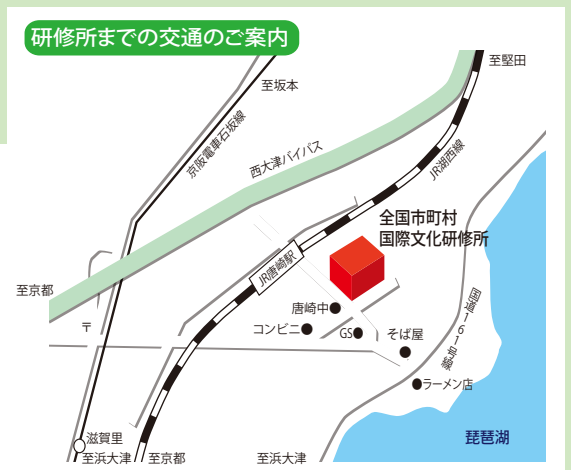 研修所までの交通のご案内
至堅田
至坂本
京阪電車石坂線
西大津バイパス
JR湖西線
全国市町村
国際文化研修所
JR唐崎駅
至京都
唐崎中
国道161号線
〒
コンビニ
GS
そば屋
ラーメン店
滋賀里
琵琶湖
至浜大津
至京都
至浜大津